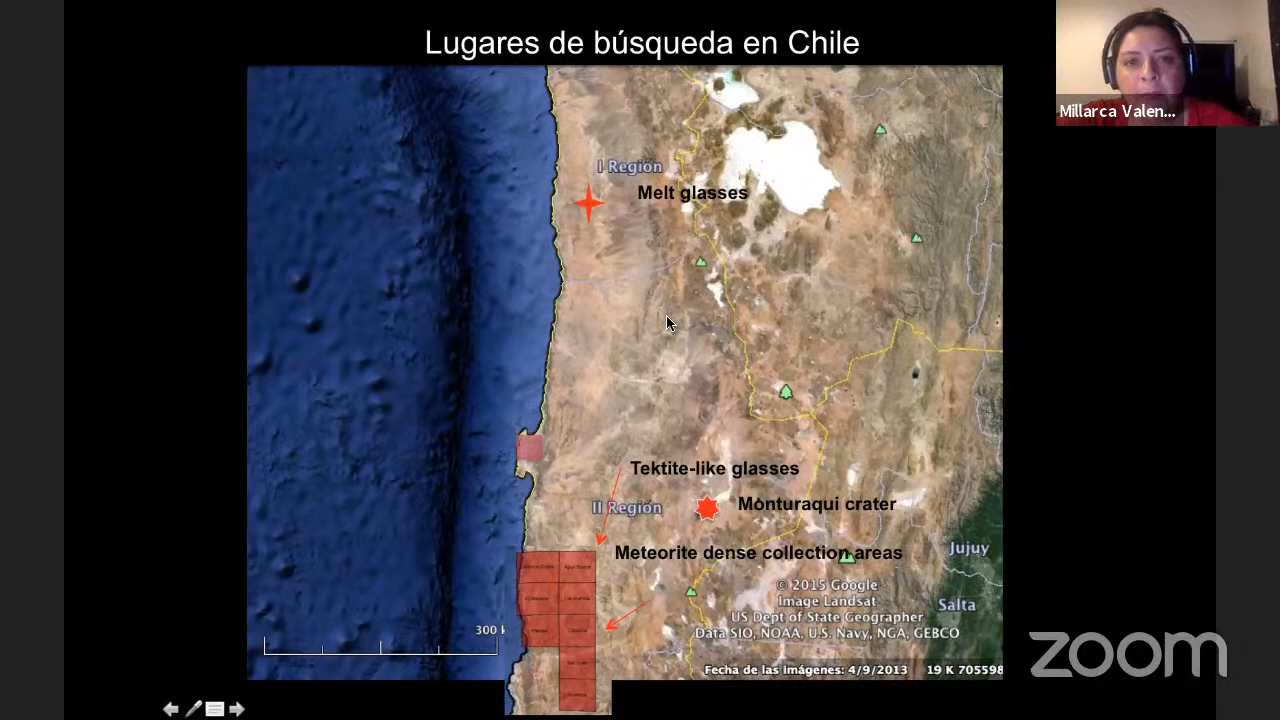 Lugares de búsqueda en Chile
Millarca Valen...
I Región
Melt glasses
Tektite-like glasses
II Región
Monturaqui crater
Meteorite dense collection areas
Jujuy
© 2015 Google
Image Landsat
US Dept of State Geographer
Data SIO, NOAA, U.S. Navy, NGA, GEBCO
Salta
300 k
Fecha de las imágenes: 4/9/2013 19 K 705598
zoom